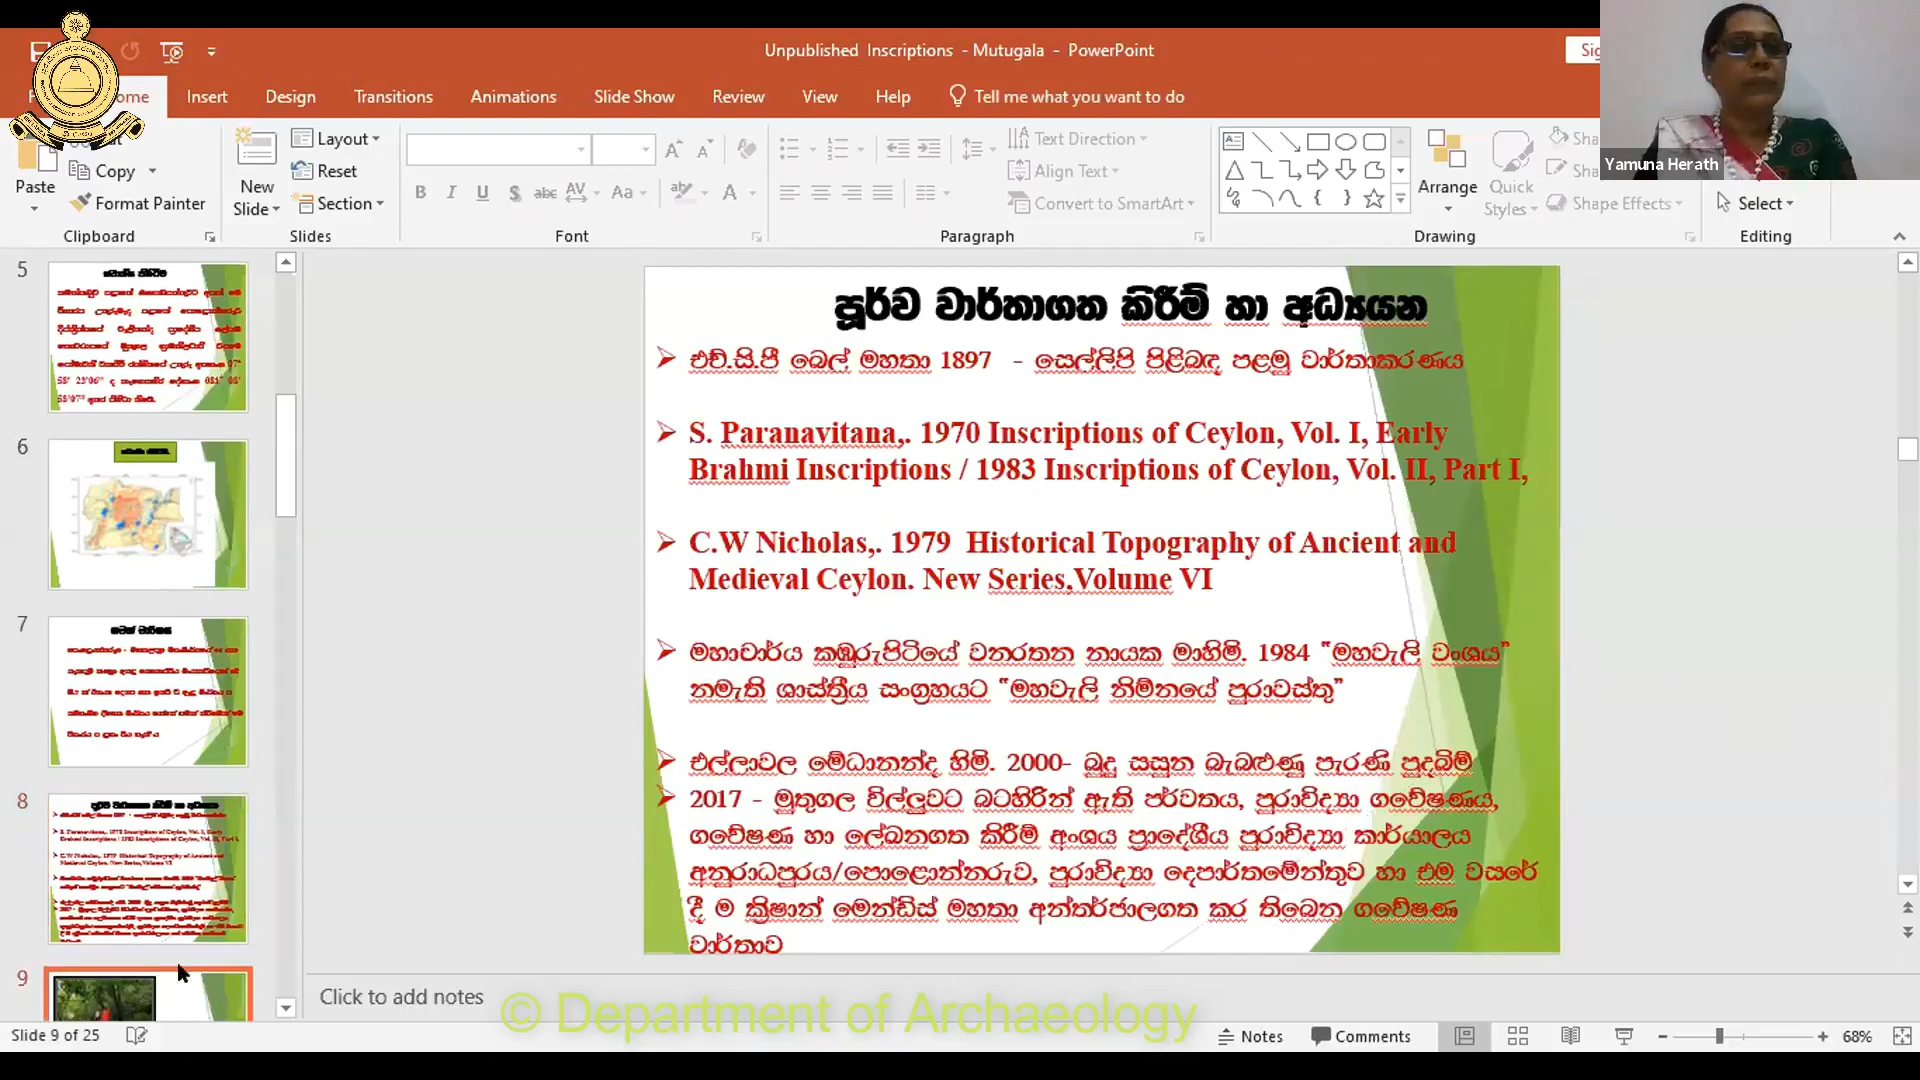 Unpublished Inscriptions - Mutugala - PowerPoint
Insert Design Transitions Animations Slide Show Review View Help Tell me what you want to do
Paste
Copy
Format Painter
Clipboard
New
Slide
Layout
Reset
Section
Slides
Font
Text Direction
Align Text
Convert to SmartArt
Paragraph
Arrange
Quick
Styles
Shape Effects
Drawing
Select
Editing
Yamuna Herath
5
6
7
8
9
පූර්ව වාර්තාගත කිරීම් හා අධ්‍යයන
එච්.සි.පී බෙල් මහතා 1897 - සෙල්ලිපි පිළිබඳ පළමු වාර්තාකරණය
S. Paranavitana,. 1970 Inscriptions of Ceylon, Vol. I, Early
Brahmi Inscriptions / 1983 Inscriptions of Ceylon, Vol. II, Part I,
C.W Nicholas,. 1979 Historical Topography of Ancient and
Medieval Ceylon. New Series,Volume VI
මහාචාර්ය කඹුරුපිටියේ වනරතන නායක මාහිමි. 1984 “මහවැලි වංශය”
නමැති ශාස්ත්‍රීය සංග්‍රහයට “මහවැලි නිම්නයේ පුරාවස්තු”
එල්ලාවල මේධානන්ද හිමි. 2000- බුදු සසුන බැබළුණු පැරණි පුදබිම්
2017 - මුතුගල විල්ලුවට බටහිරින් ඇති පර්වතය, පුරාවිද්‍යා ගවේෂණය,
ගවේෂණ හා ලේඛනගත කිරීම් අංශය ප්‍රාදේශීය පුරාවිද්‍යා කාර්යාලය
අනුරාධපුරය/පොළොන්නරුව, පුරාවිද්‍යා දෙපාර්තමේන්තුව හා එම වසරේ
දී ම ක්‍රිෂාන් මෙන්ඩිස් මහතා අන්තර්ජාලගත කර තිබෙන ගවේෂණ
වාර්තාව
Click to add notes
© Department of Archaeology
Slide 9 of 25
Notes
Comments
68%